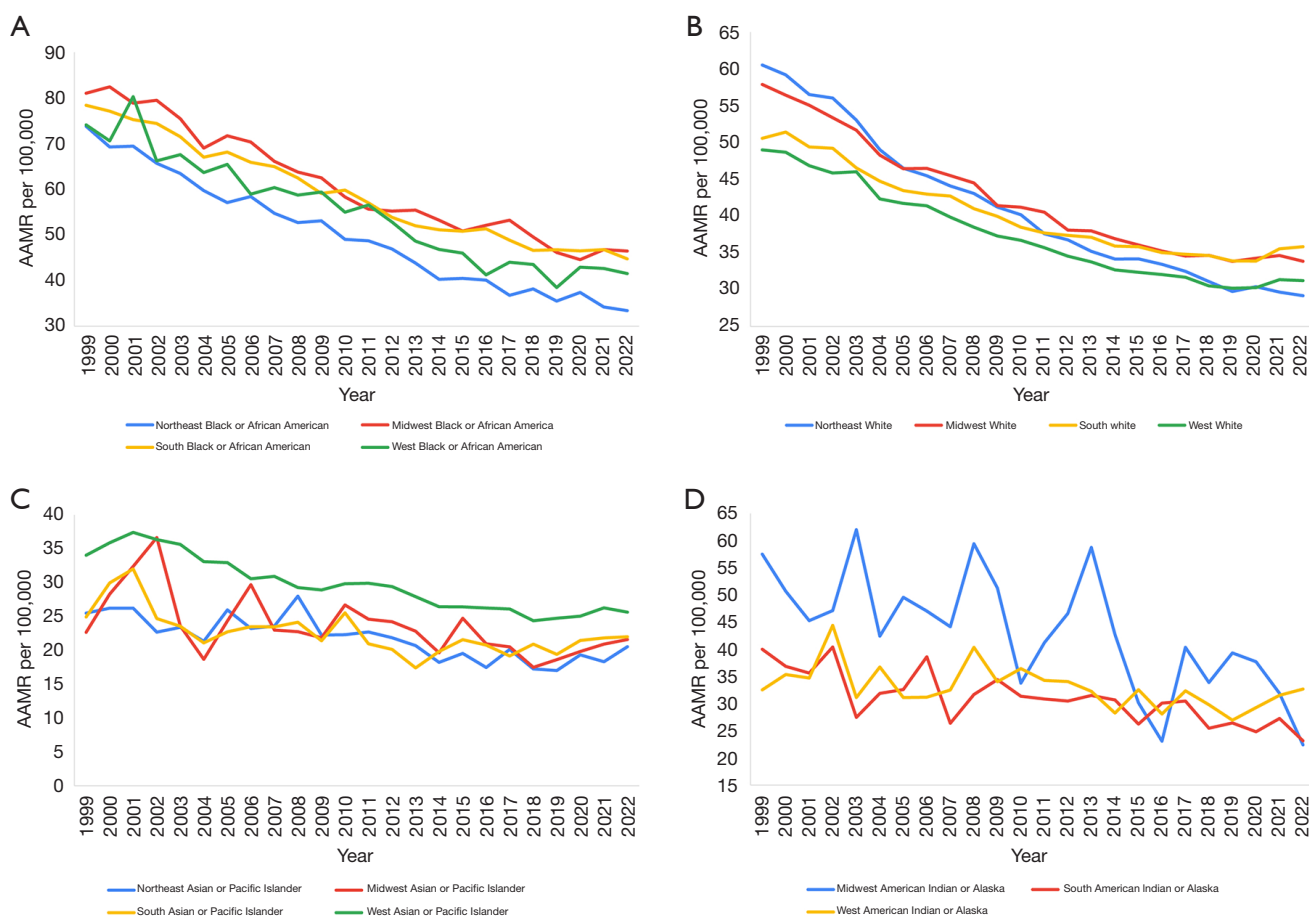 A
AAMR per 100,000
90
80
70
60
50
40
30
1999 2000 2001 2002 2003 2004 2005 2006 2007 2008 2009 2010 2011 2012 2013 2014 2015 2016 2017 2018 2019 2020 2021 2022
Year
Northeast Black or African American Midwest Black or African America
South Black or African American West Black or African American
B
AAMR per 100,000
65
60
55
50
45
40
35
30
25
1999 2000 2001 2002 2003 2004 2005 2006 2007 2008 2009 2010 2011 2012 2013 2014 2015 2016 2017 2018 2019 2020 2021 2022
Year
Northeast White Midwest White South white West White
C
AAMR per 100,000
40
35
30
25
20
15
10
5
0
1999 2000 2001 2002 2003 2004 2005 2006 2007 2008 2009 2010 2011 2012 2013 2014 2015 2016 2017 2018 2019 2020 2021 2022
Year
Northeast Asian or Pacific Islander Midwest Asian or Pacific Islander
South Asian or Pacific Islander West Asian or Pacific Islander
D
AAMR per 100,000
65
60
55
50
45
40
35
30
25
20
15
1999 2000 2001 2002 2003 2004 2005 2006 2007 2008 2009 2010 2011 2012 2013 2014 2015 2016 2017 2018 2019 2020 2021 2022
Year
Midwest American Indian or Alaska South American Indian or Alaska
West American Indian or Alaska